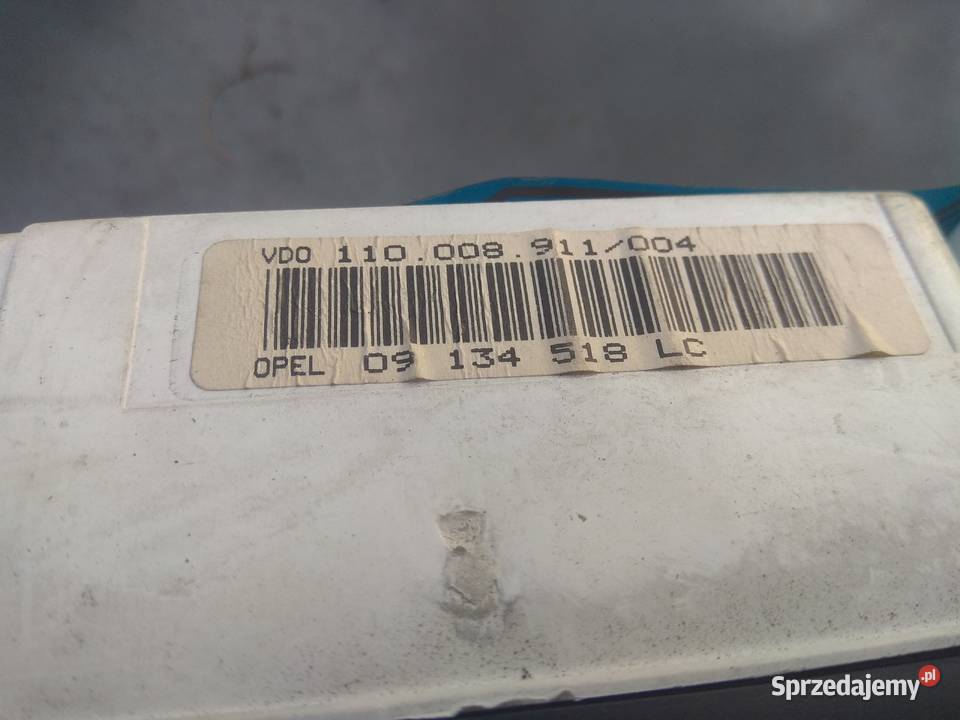 VDO 110.008.911/004
OPEL 09 134 518 LC
Sprzedajemy.pl